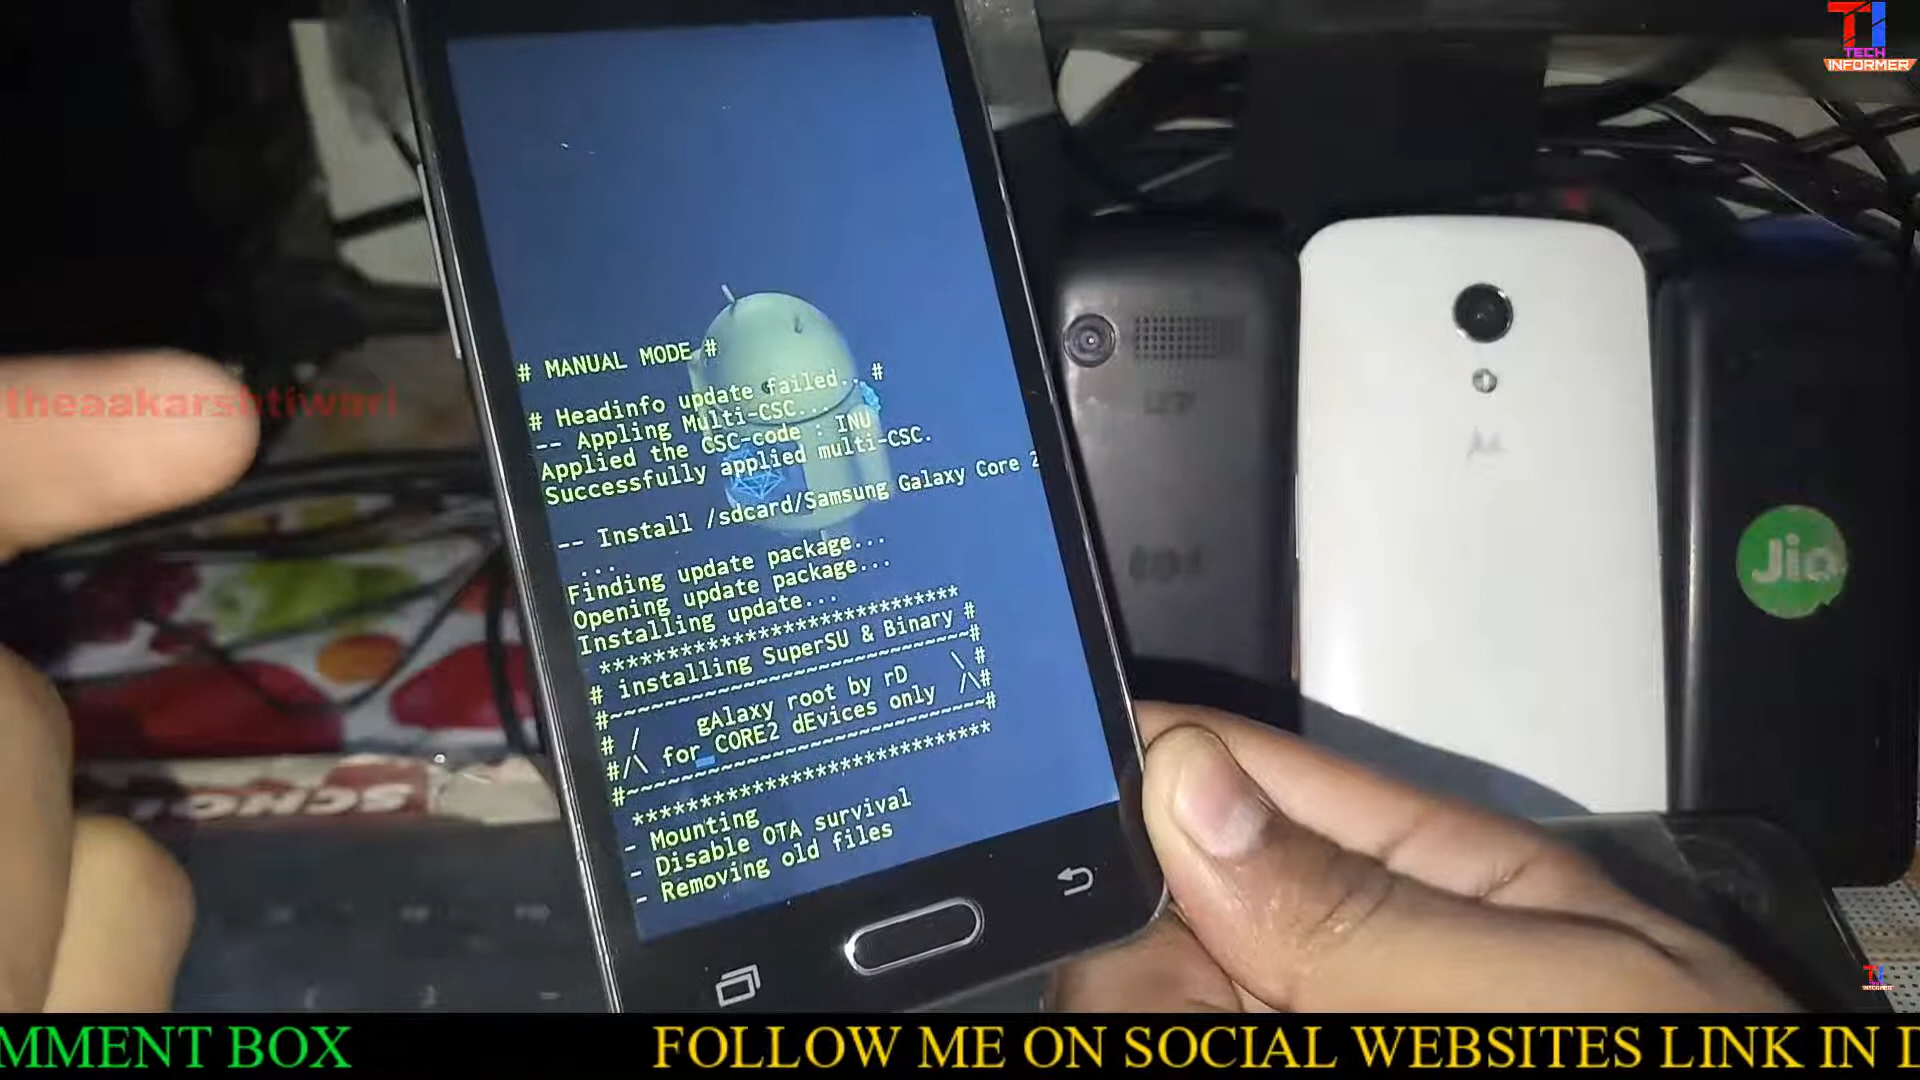 TI
TECH
INFORMER
theaakarshtiwari
# MANUAL MODE #
# Headinfo update failed.. #
-- Appling Multi-CSC...
Applied the CSC-code : INU
Successfully applied multi-CSC.
-- Install /sdcard/Samsung Galaxy Core 2
...
Finding update package...
Opening update package...
Installing update...
***************************
# installing SuperSU & Binary #
#~~~~~~~~~~~~~~~~~~~~~~~~~~~#
# / gAlaxy root by rD \ #
#/\ for CORE2 dEvices only /\#
#~~~~~~~~~~~~~~~~~~~~~~~~~~~#
***************************
- Mounting
- Disable OTA survival
- Removing old files
Jio
TI
INFORMER
MMENT BOX
FOLLOW ME ON SOCIAL WEBSITES LINK IN D